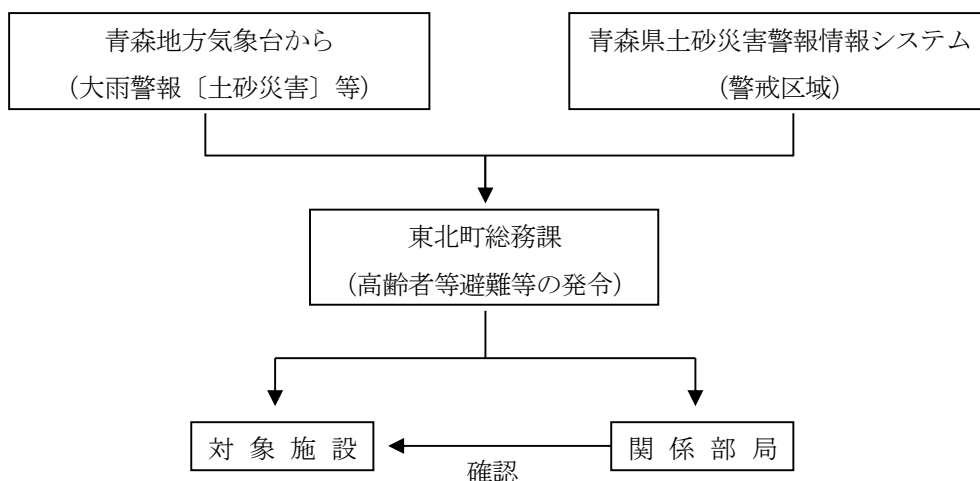 青森地方気象台から
（大雨警報〔土砂災害〕等）
青森県土砂災害警報情報システム
（警戒区域）
東北町総務課
（高齢者等避難等の発令）
対象施設
関係部局
確認